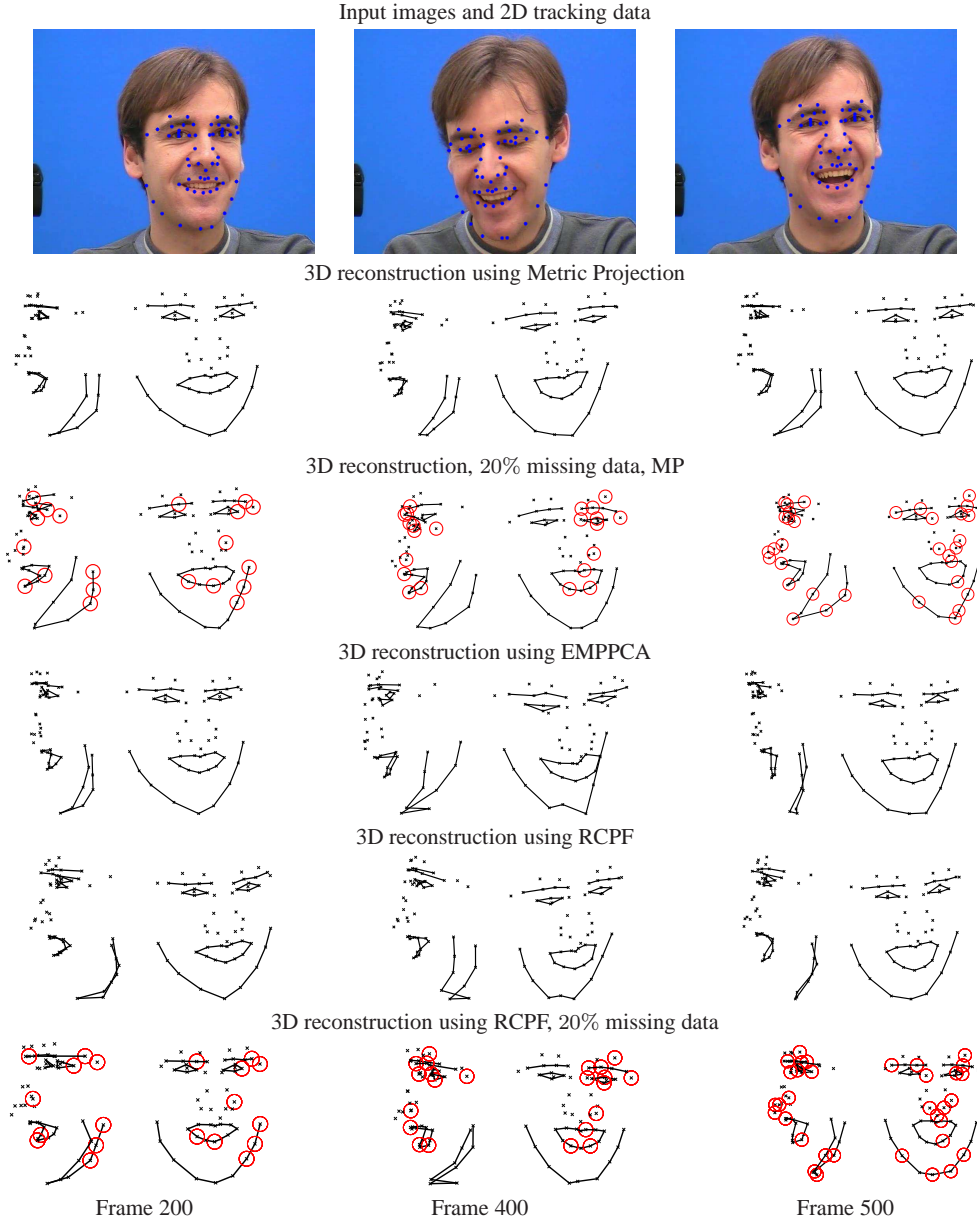 Input images and 2D tracking data
3D reconstruction using Metric Projection
3D reconstruction, 20% missing data, MP
3D reconstruction using EMPPCA
3D reconstruction using RCPF
3D reconstruction using RCPF, 20% missing data
Frame 200
Frame 400
Frame 500